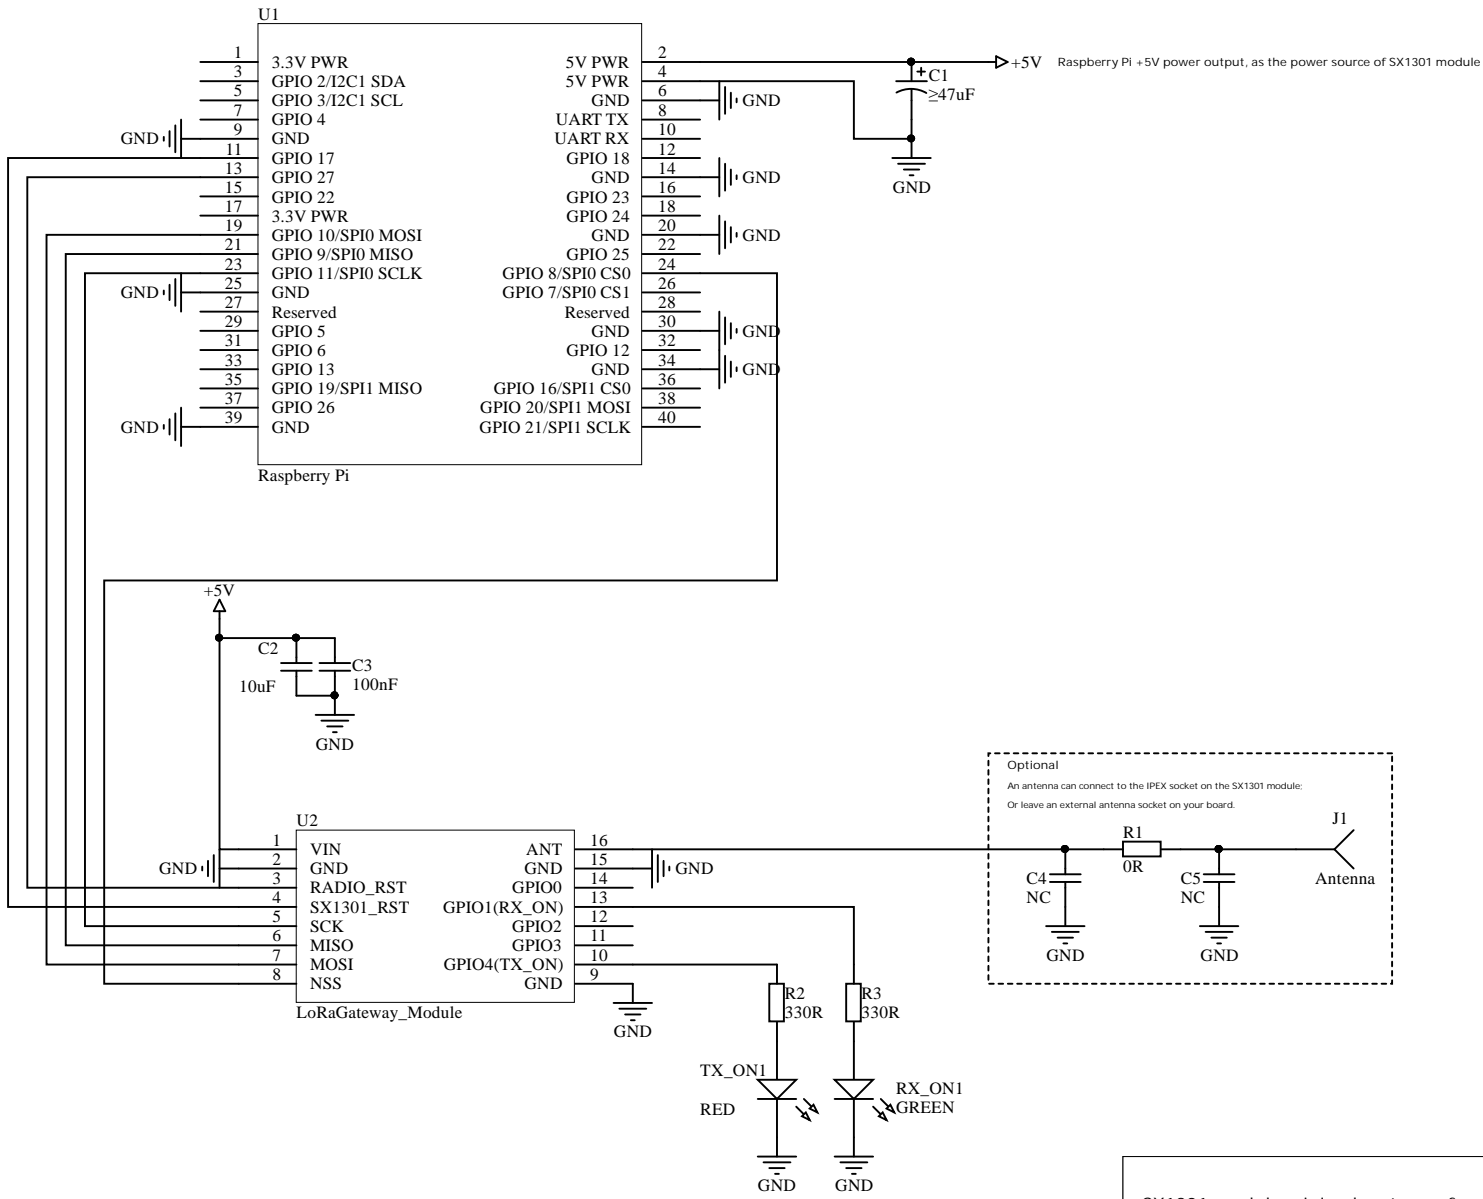 U1
1 3.3V PWR 5V PWR 2
3 GPIO 2/I2C1 SDA 5V PWR 4
5 GPIO 3/I2C1 SCL GND 6 GND
7 GPIO 4 UART TX 8
GND 9 GND UART RX 10
11 GPIO 17 GPIO 18 12
13 GPIO 27 GND 14 GND
15 GPIO 22 GPIO 23 16
17 3.3V PWR GPIO 24 18
19 GPIO 10/SPI0 MOSI GND 20 GND
21 GPIO 9/SPI0 MISO GPIO 25 22
23 GPIO 11/SPI0 SCLK GPIO 8/SPI0 CS0 24
GND 25 GND GPIO 7/SPI0 CS1 26
27 Reserved Reserved 28
29 GPIO 5 GND 30 GND
31 GPIO 6 GPIO 12 32
33 GPIO 13 GND 34 GND
35 GPIO 19/SPI1 MISO GPIO 16/SPI1 CS0 36
37 GPIO 26 GPIO 20/SPI1 MOSI 38
GND 39 GND GPIO 21/SPI1 SCLK 40
Raspberry Pi
+5V Raspberry Pi +5V power output, as the power source of SX1301 module
+ C1
≥47uF
GND
+5V
C2
10uF
C3
100nF
GND
U2
1 VIN ANT 16
GND 2 GND GND 15 GND
3 RADIO_RST GPIO0 14
4 SX1301_RST GPIO1(RX_ON) 13
5 SCK GPIO2 12
6 MISO GPIO3 11
7 MOSI GPIO4(TX_ON) 10
8 NSS GND 9
LoRaGateway_Module
GND
Optional
An antenna can connect to the IPEX socket on the SX1301 module;
Or leave an external antenna socket on your board.
J1
R1
0R
Antenna
C4
NC
C5
NC
GND
GND
R2
330R
R3
330R
TX_ON1
RED
RX_ON1
GREEN
GND
GND